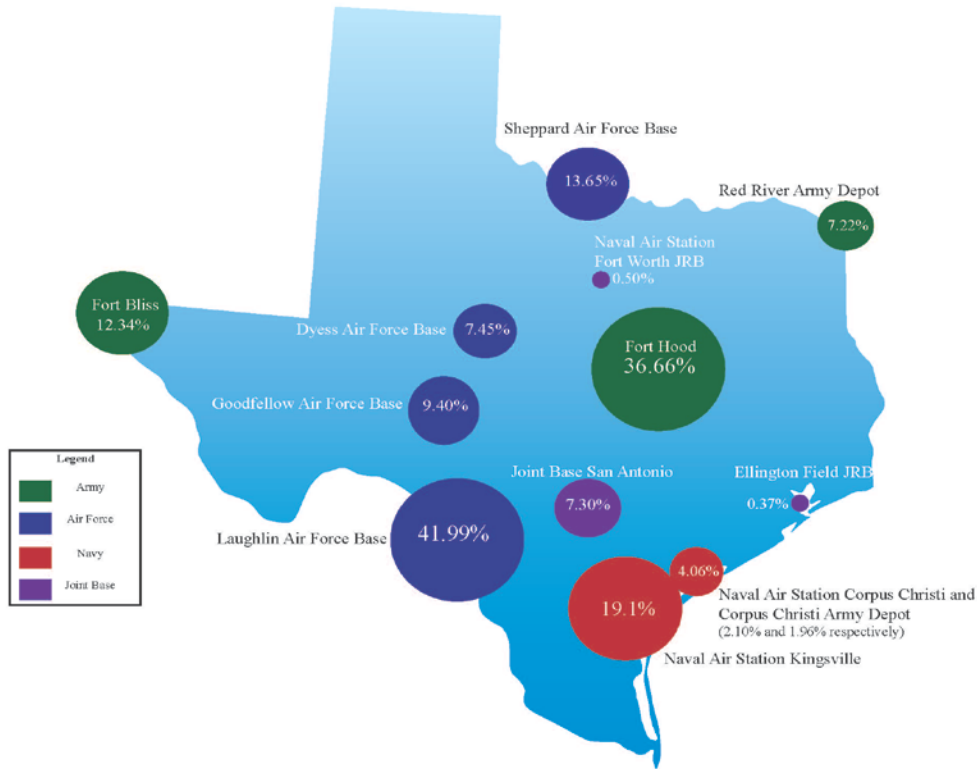 Sheppard Air Force Base
13.65%
Red River Army Depot
7.22%
Naval Air Station
Fort Worth JRB
0.50%
Fort Bliss
12.34%
Dyess Air Force Base
7.45%
Fort Hood
36.66%
Goodfellow Air Force Base
9.40%
Legend
Army
Air Force
Navy
Joint Base
Joint Base San Antonio
7.30%
Ellington Field JRB
0.37%
Laughlin Air Force Base
41.99%
4.06%
19.1%
Naval Air Station Corpus Christi and
Corpus Christi Army Depot
(2.10% and 1.96% respectively)
Naval Air Station Kingsville